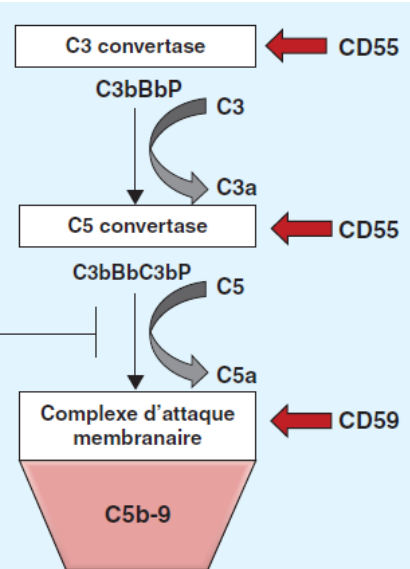 C3 convertase
CD55
C3bBbP
C3
C3a
C5 convertase
CD55
C3bBbC3bP
C5
C5a
Complexe d'attaque
membranaire
CD59
C5b-9